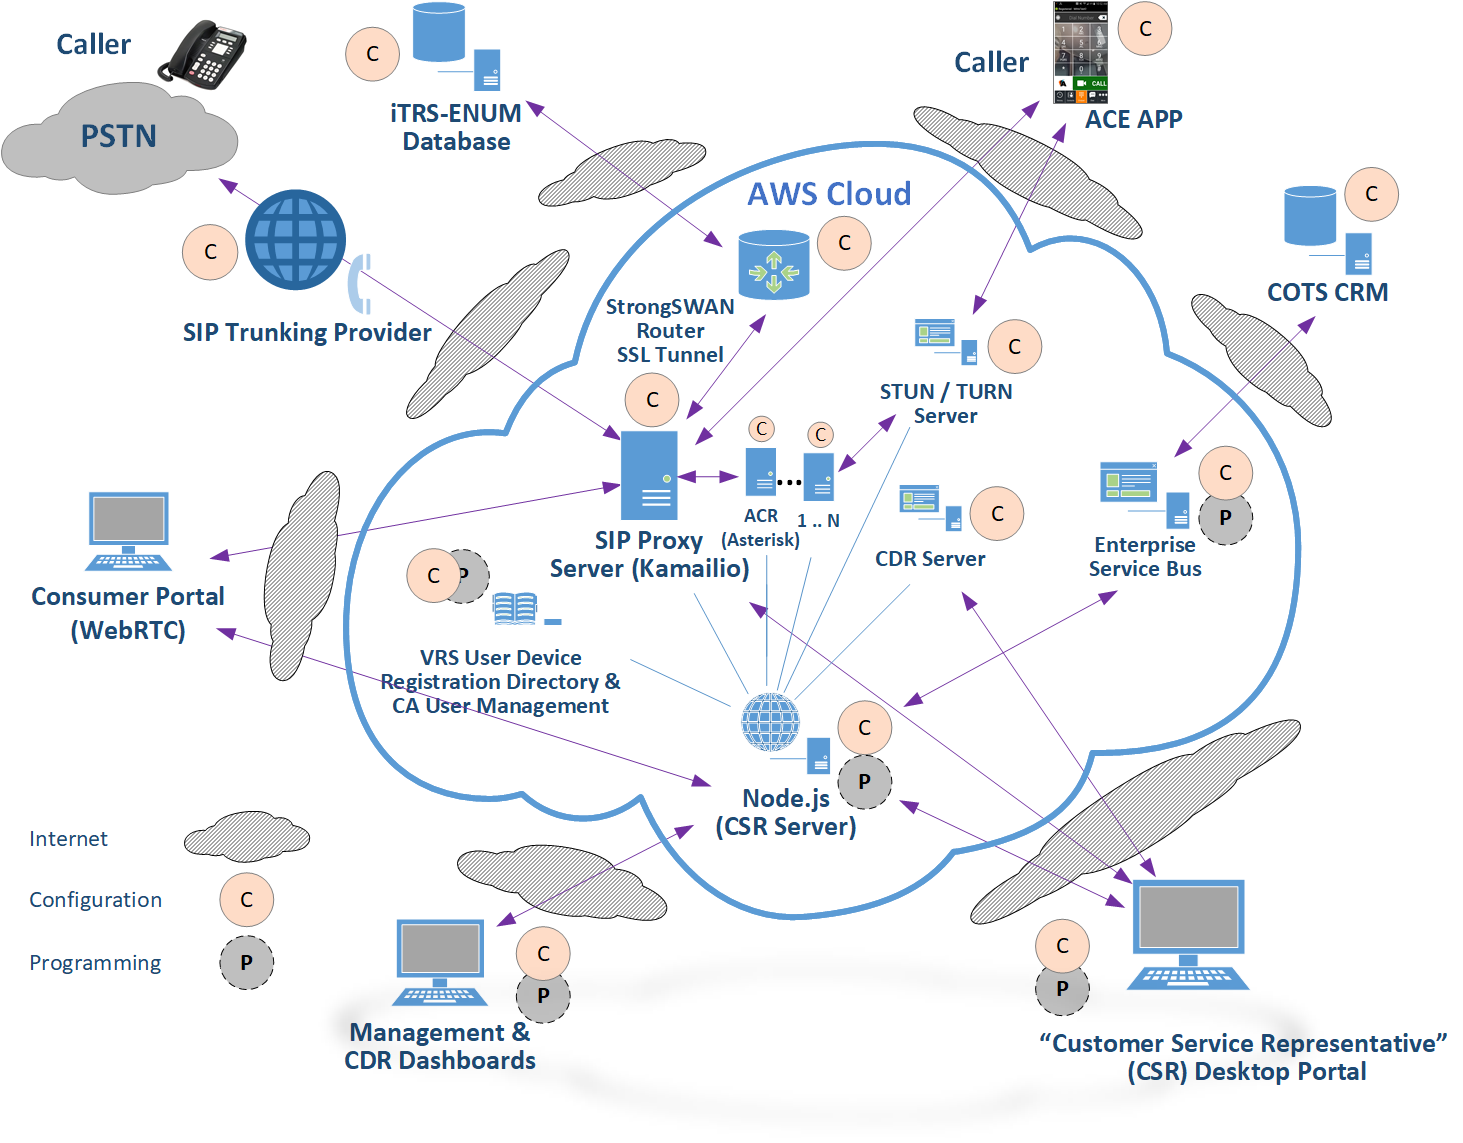 Caller
PSTN
C
SIP Trunking Provider
C
iTRS-ENUM
Database
Caller
C
ACE APP
AWS Cloud
C
StrongSWAN
Router
SSL Tunnel
C
COTS CRM
C
STUN / TURN
Server
C
SIP Proxy
Server (Kamailio)
C
C
ACR
(Asterisk)
1 .. N
C
CDR Server
C
P
Enterprise
Service Bus
Consumer Portal
(WebRTC)
C
P
VRS User Device
Registration Directory &
CA User Management
C
P
Node.js
(CSR Server)
Internet
Configuration
C
Programming
P
C
P
Management &
CDR Dashboards
C
P
“Customer Service Representative”
(CSR) Desktop Portal